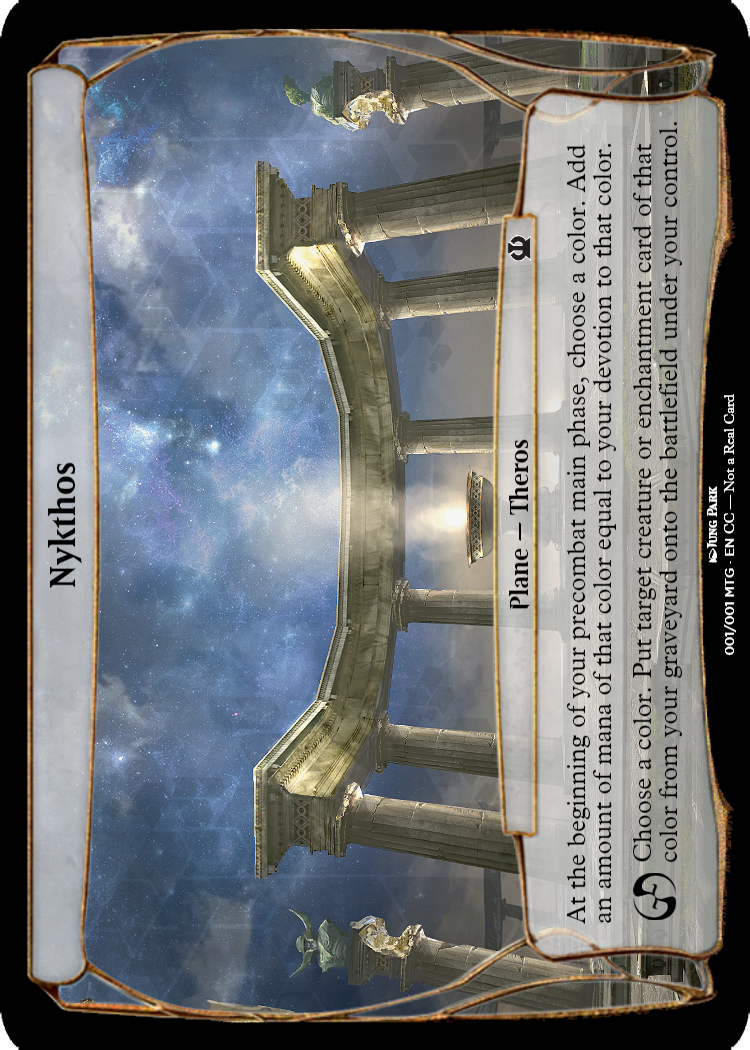 Nykthos
Plane — Theros
At the beginning of your precombat main phase, choose a color. Add
an amount of mana of that color equal to your devotion to that color.
Choose a color. Put target creature or enchantment card of that
color from your graveyard onto the battlefield under your control.
Jung Park
001/001 MTG · EN CC — Not a Real Card